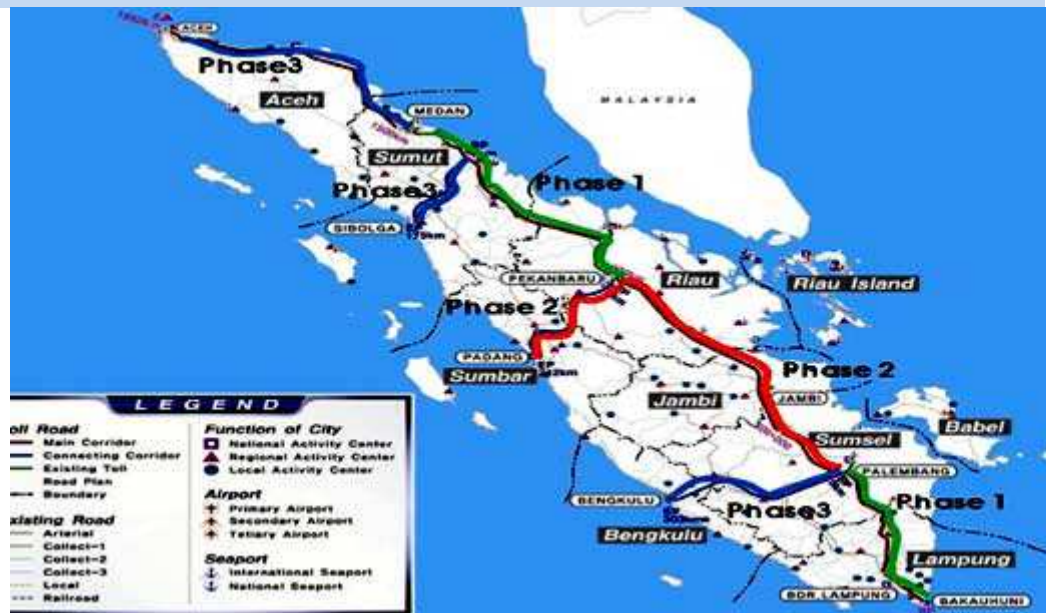 ACEH
Phase3
Aceh
MALAYSIA
MEDAN
Sumut
Phase3
Phase 1
SIBOLGA
PEKANBARU
Riau
Riau Island
Phase 2
PADANG
Sumbar
Phase 2
Jambi
JAMBI
Babel
Sumsel
PALEMBANG
BENGKULU
Phase3
Phase 1
Bengkulu
Lampung
BDR.LAMPUNG
BAKAUHUNI
LEGEND
oll Road
Main Corridor
Connecting Corridor
Existing Toll
Road Plan
Boundary
xisting Road
Arterial
Collect-1
Collect-2
Collect-3
Local
Railroad
Function of City
National Activity Center
Regional Activity Center
Local Activity Center
Airport
Primary Airport
Secondary Airport
Tetiary Airport
Seaport
International Seaport
National Seaport